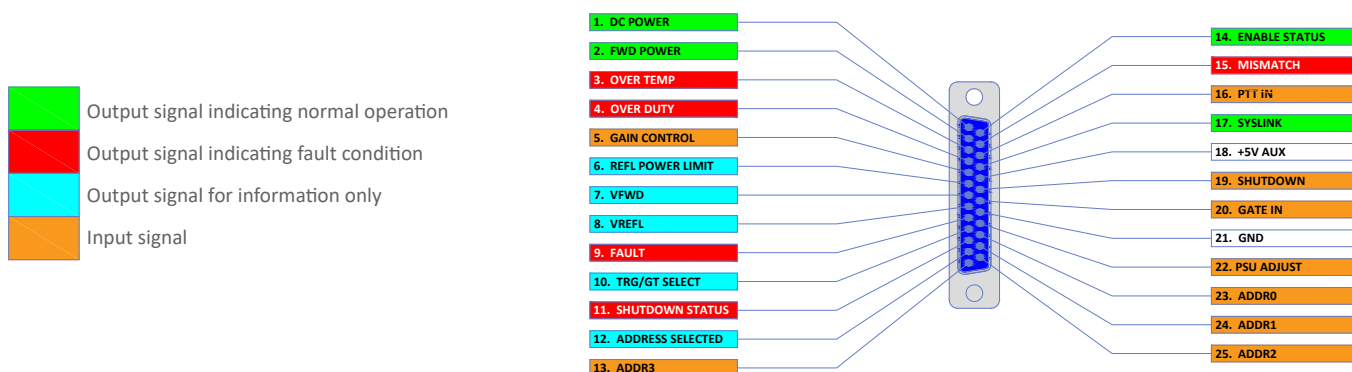 Output signal indicating normal operation
Output signal indicating fault condition
Output signal for information only
Input signal
1. DC POWER
2. FWD POWER
3. OVER TEMP
4. OVER DUTY
5. GAIN CONTROL
6. REFL POWER LIMIT
7. VFWD
8. VREFL
9. FAULT
10. TRG/GT SELECT
11. SHUTDOWN STATUS
12. ADDRESS SELECTED
13. ADDR3
14. ENABLE STATUS
15. MISMATCH
16. PTT iN
17. SYSLINK
18. +5V AUX
19. SHUTDOWN
20. GATE IN
21. GND
22. PSU ADJUST
23. ADDR0
24. ADDR1
25. ADDR2